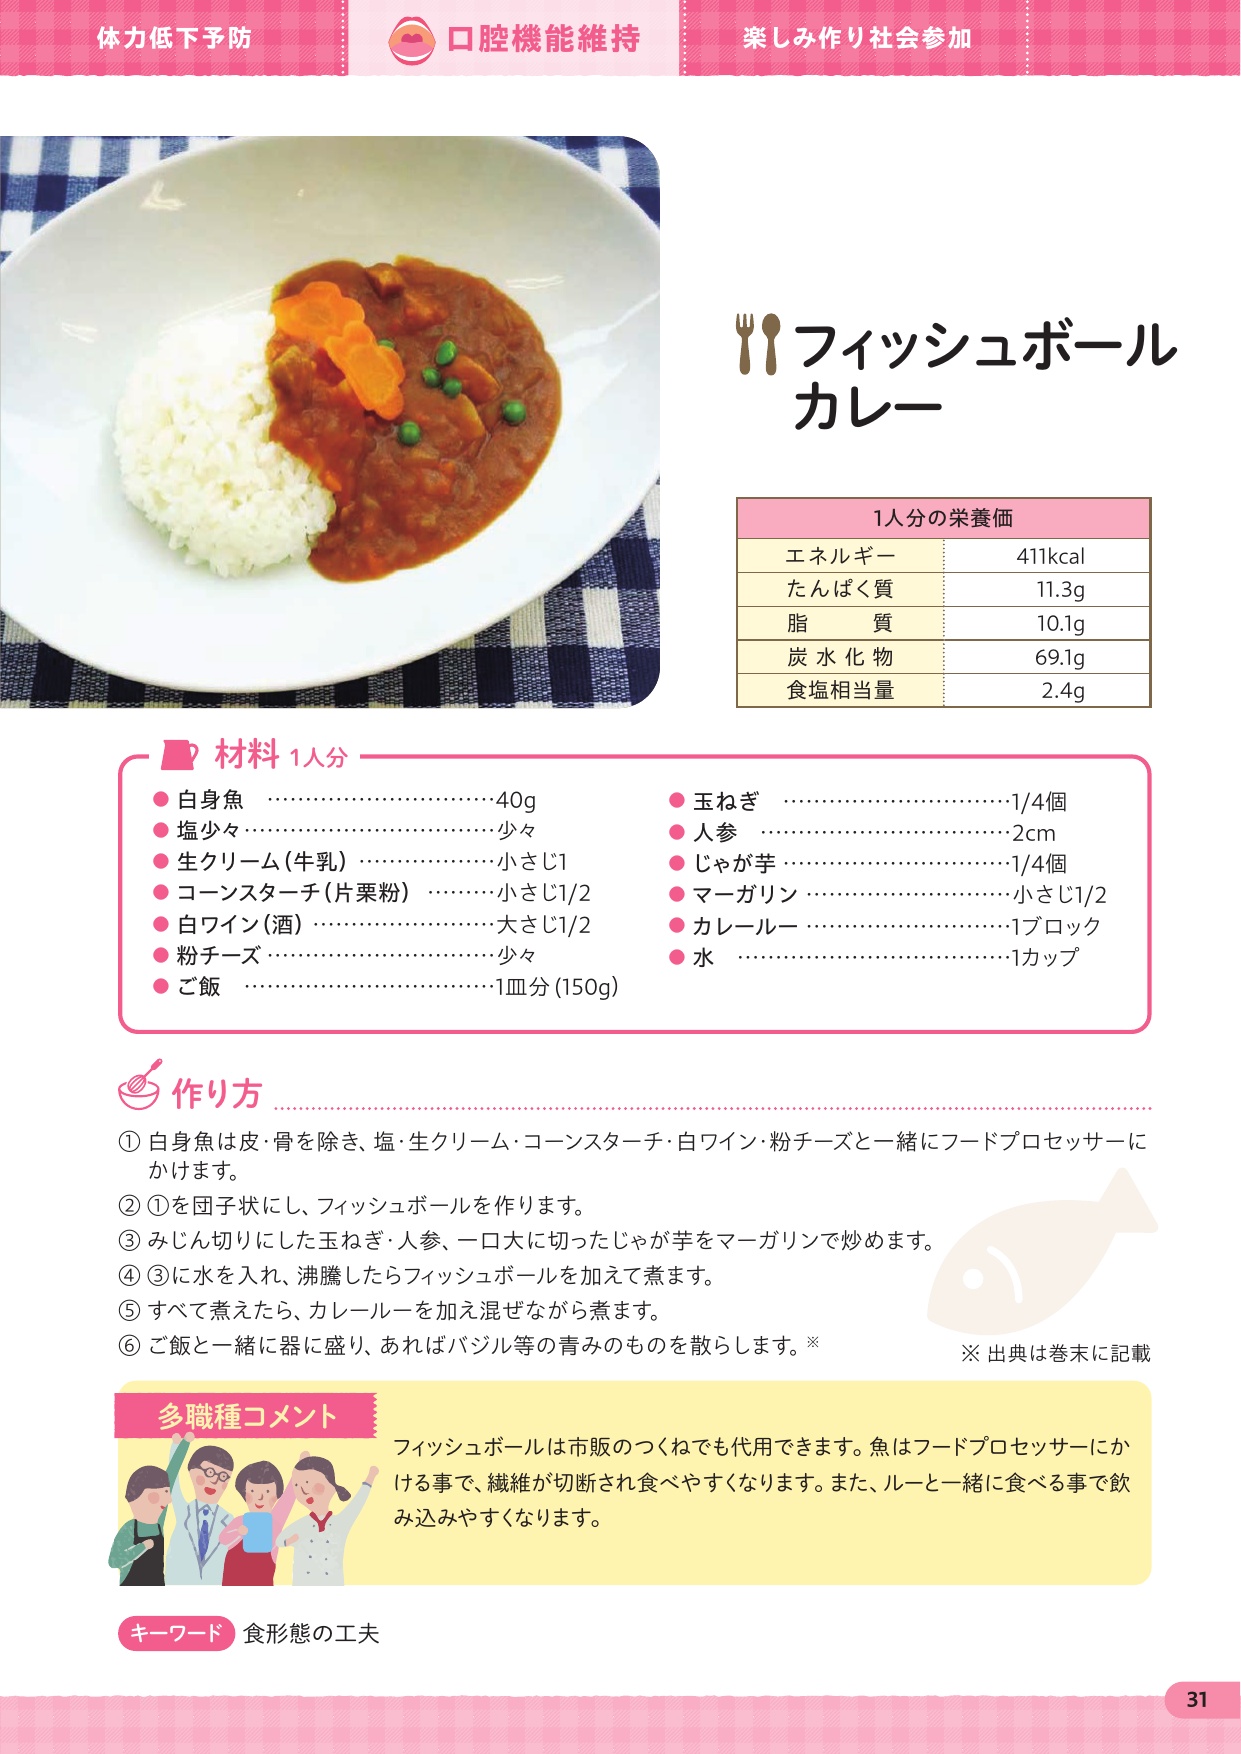 体力低下予防
口腔機能維持
楽しみ作り社会参加
フィッシュボール
カレー
1人分の栄養価
エネルギー 411kcal
たんぱく質 11.3g
脂質 10.1g
炭水化物 69.1g
食塩相当量 2.4g
材料 1人分
● 白身魚 ……………………………40g
● 塩少々……………………………少々
● 生クリーム(牛乳) ………………小さじ1
● コーンスターチ(片栗粉) ………小さじ1/2
● 白ワイン(酒) ……………………大さじ1/2
● 粉チーズ…………………………少々
● ご飯 ……………………………1皿分(150g)
● 玉ねぎ …………………………1/4個
● 人参 ……………………………2cm
● じゃが芋…………………………1/4個
● マーガリン ………………………小さじ1/2
● カレールー ………………………1ブロック
● 水 ………………………………1カップ
作り方
① 白身魚は皮・骨を除き、塩・生クリーム・コーンスターチ・白ワイン・粉チーズと一緒にフードプロセッサーに
かけます。
② ①を団子状にし、フィッシュボールを作ります。
③ みじん切りにした玉ねぎ・人参、一口大に切ったじゃが芋をマーガリンで炒めます。
④ ③に水を入れ、沸騰したらフィッシュボールを加えて煮ます。
⑤ すべて煮えたら、カレールーを加え混ぜながら煮ます。
⑥ ご飯と一緒に器に盛り、あればバジル等の青みのものを散らします。※
※ 出典は巻末に記載
多職種コメント
フィッシュボールは市販のつくねでも代用できます。魚はフードプロセッサーにか
ける事で、繊維が切断され食べやすくなります。また、ルーと一緒に食べる事で飲
み込みやすくなります。
キーワード 食形態の工夫
31